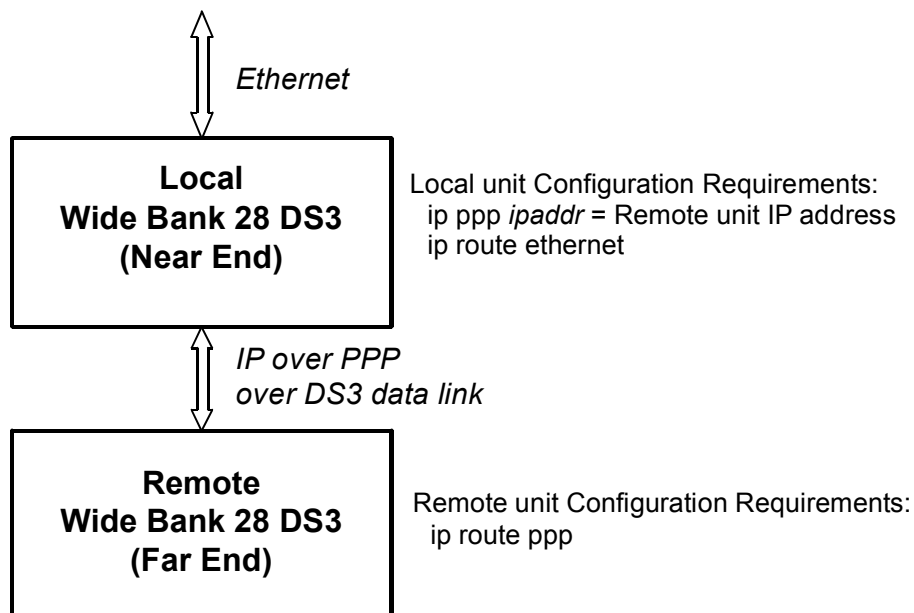 Ethernet
Local
Wide Bank 28 DS3
(Near End)
Local unit Configuration Requirements:
ip ppp ipaddr = Remote unit IP address
ip route ethernet
IP over PPP
over DS3 data link
Remote
Wide Bank 28 DS3
(Far End)
Remote unit Configuration Requirements:
ip route ppp